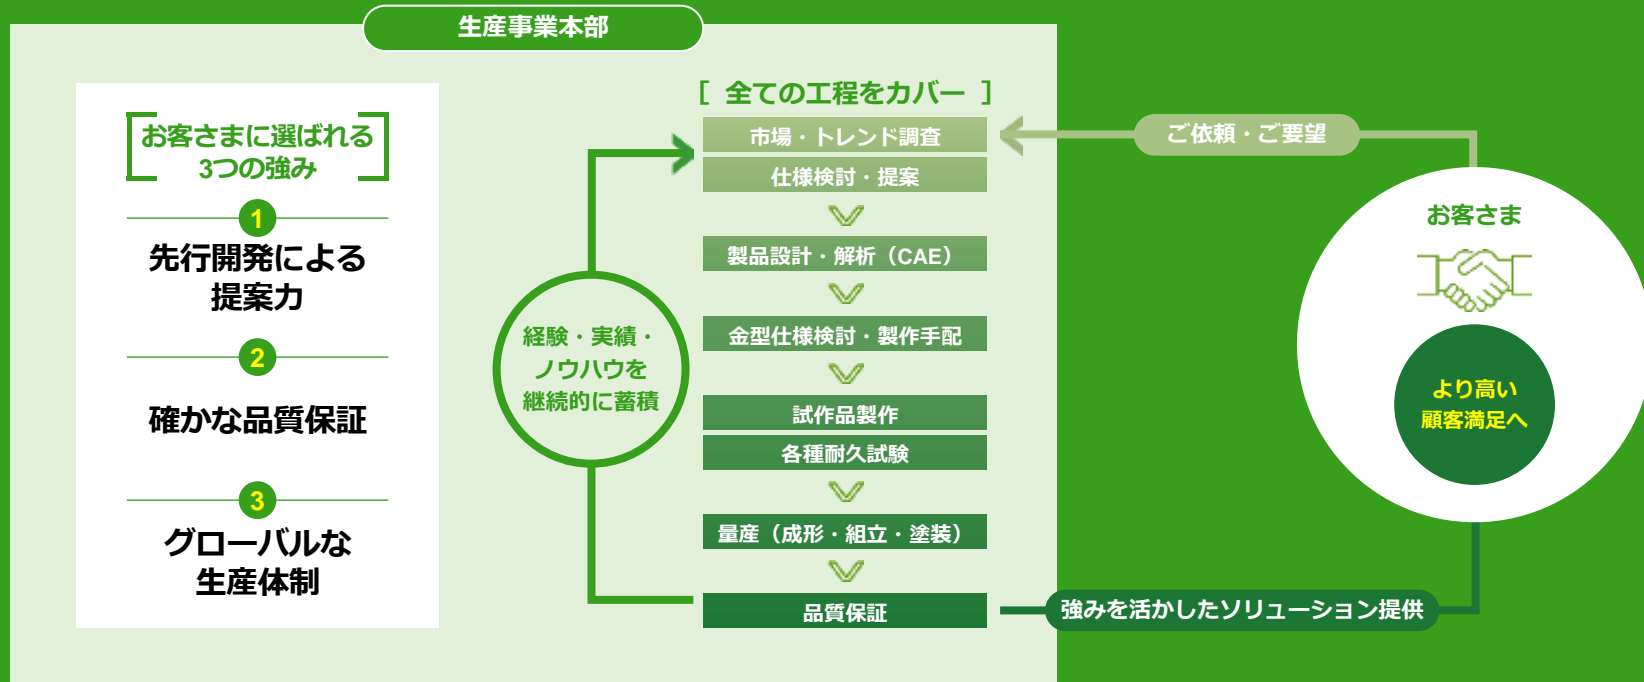 生産事業本部
お客さまに選ばれる
3つの強み
1
先行開発による
提案力
2
確かな品質保証
3
グローバルな
生産体制
経験・実績・
ノウハウを
継続的に蓄積
[ 全ての工程をカバー ]
市場・トレンド調査
仕様検討・提案
製品設計・解析（CAE）
金型仕様検討・製作手配
試作品製作
各種耐久試験
量産（成形・組立・塗装）
品質保証
ご依頼・ご要望
お客さま
より高い
顧客満足へ
強みを活かしたソリューション提供